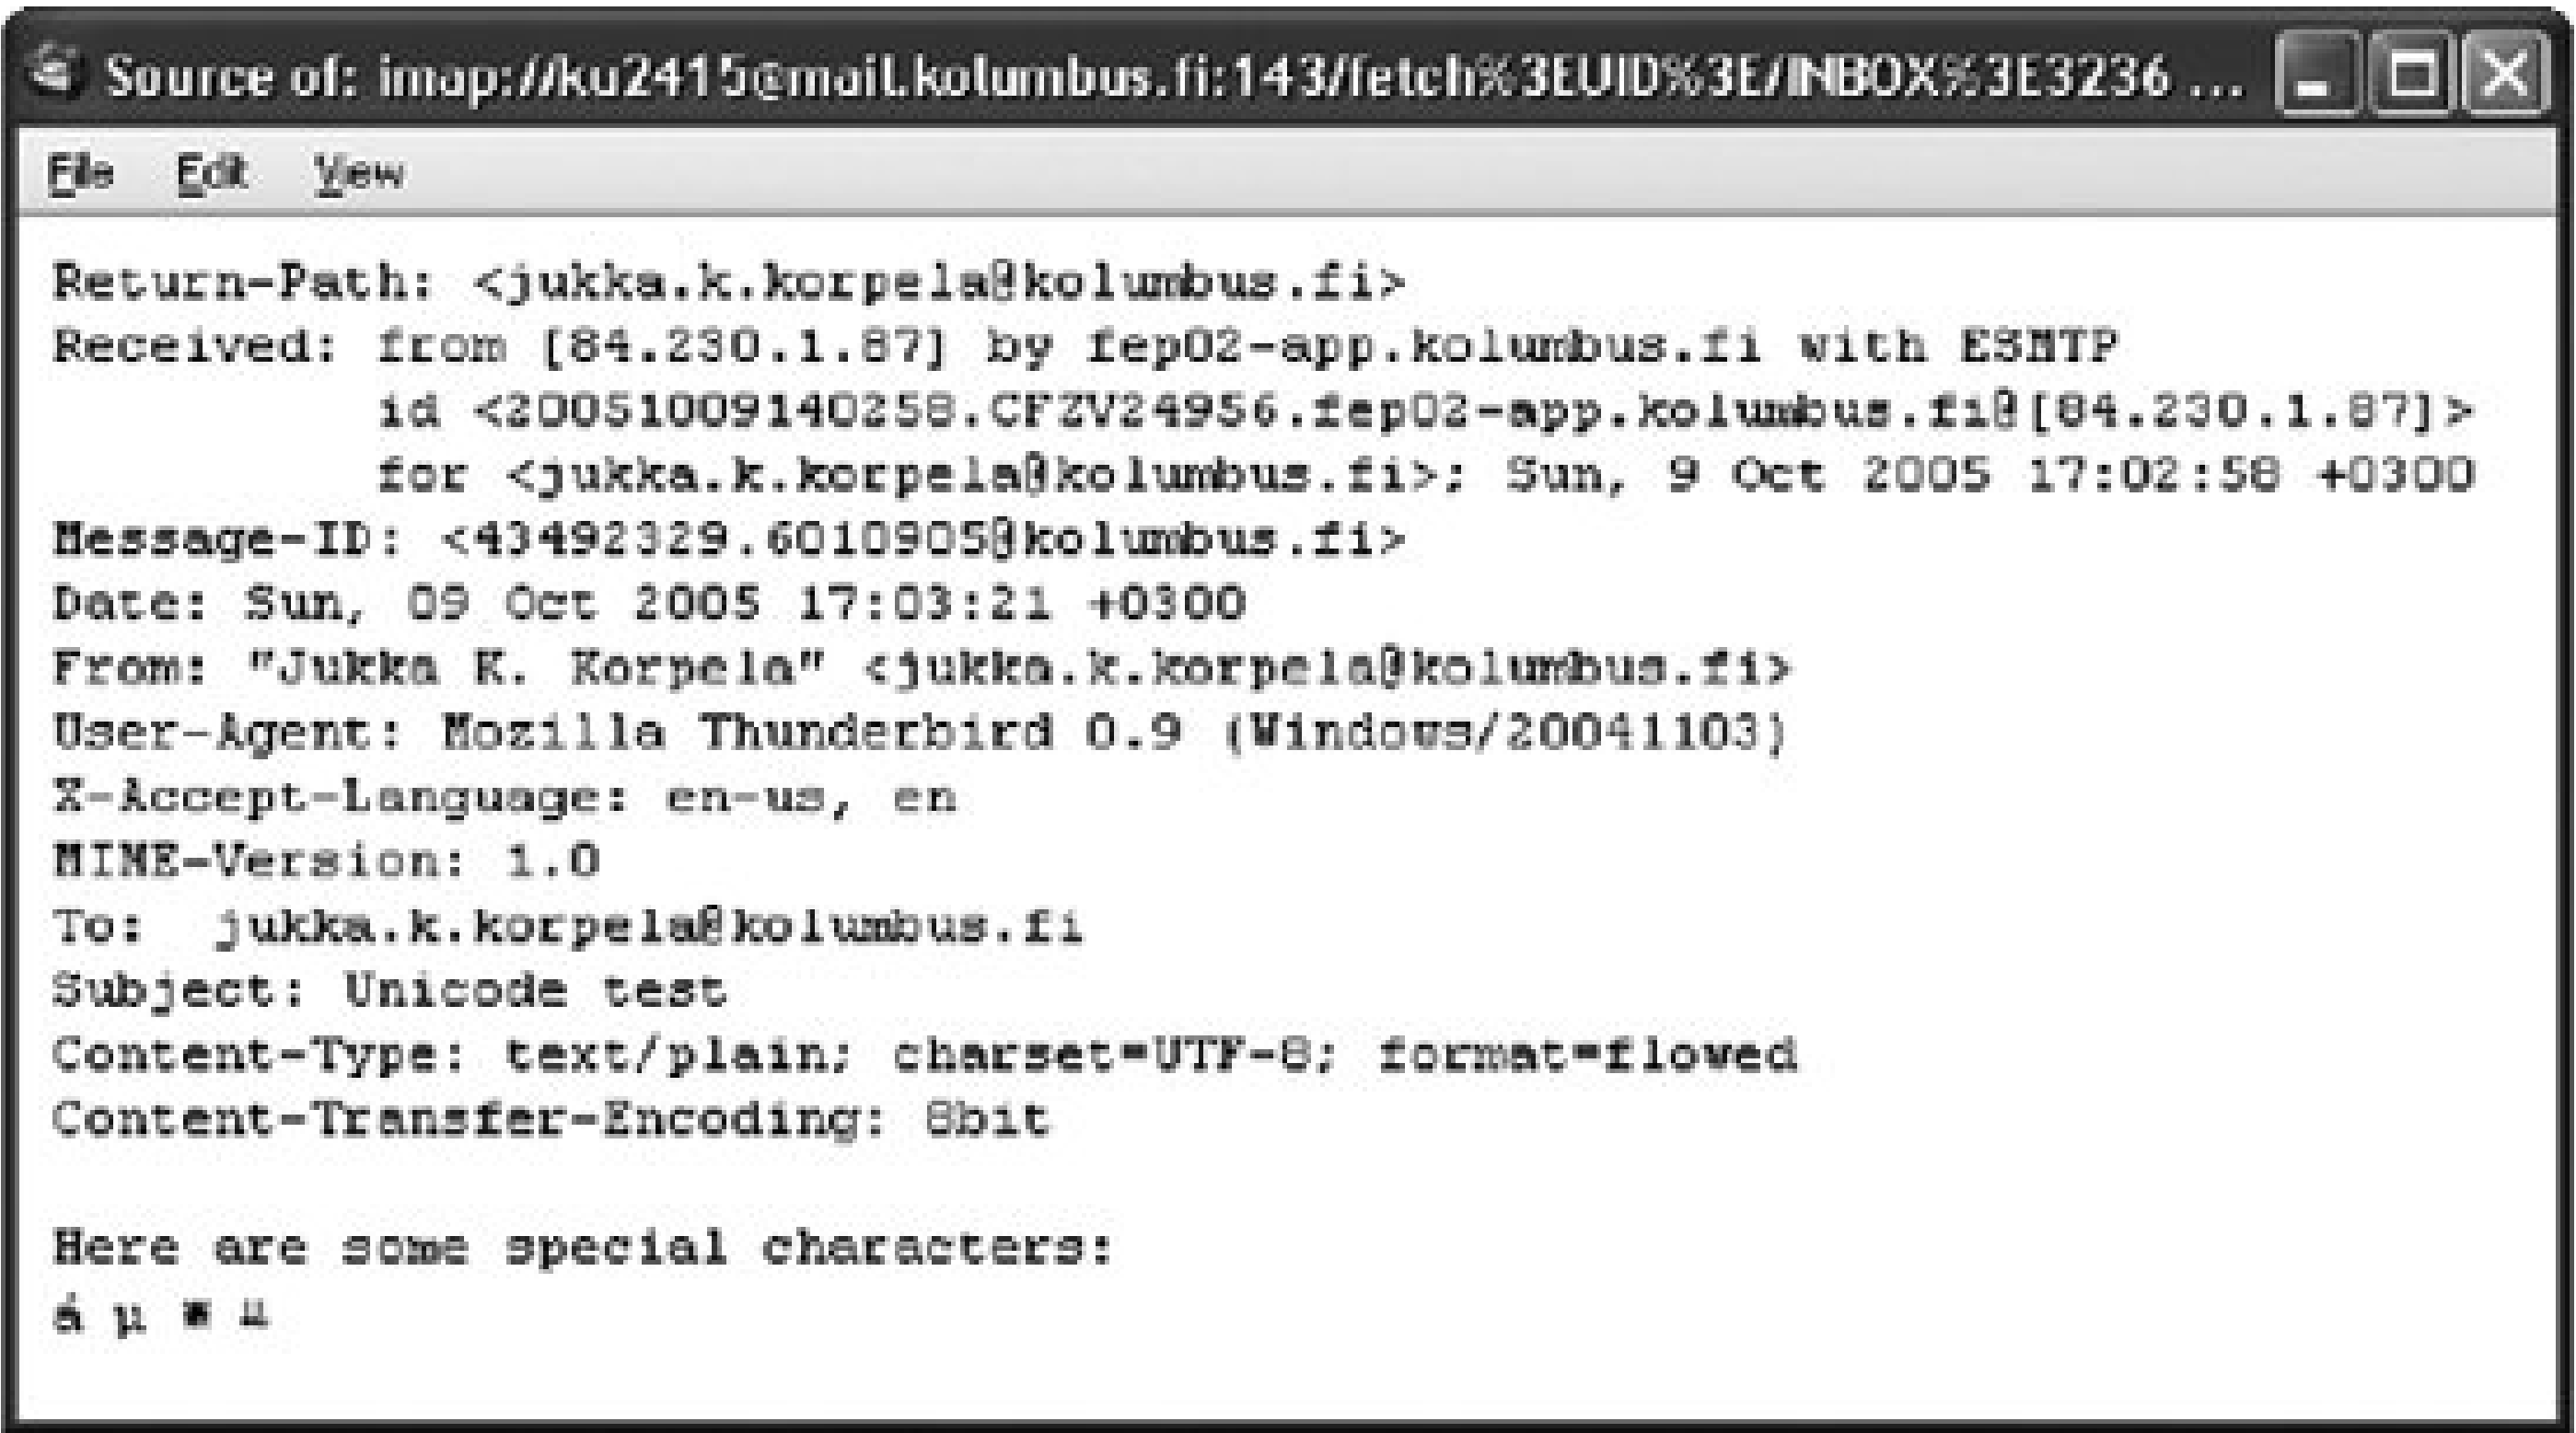 Source of: imap://ku2415@mail.kolumbus.fi:143/fetch%3EUID%3E/INBOX%3E3236 ...
File Edit View
Return-Path: <jukka.k.korpela@kolumbus.fi>
Received: from [84.230.1.87] by fep02-app.kolumbus.fi with ESMTP
id <20051009140258.CFZV24956.fep02-app.kolumbus.fi@[84.230.1.87]>
for <jukka.k.korpela@kolumbus.fi>; Sun, 9 Oct 2005 17:02:58 +0300
Message-ID: <43492329.6010905@kolumbus.fi>
Date: Sun, 09 Oct 2005 17:03:21 +0300
From: "Jukka K. Korpela" <jukka.k.korpela@kolumbus.fi>
User-Agent: Mozilla Thunderbird 0.9 (Windows/20041103)
X-Accept-Language: en-us, en
MIME-Version: 1.0
To:  jukka.k.korpela@kolumbus.fi
Subject: Unicode test
Content-Type: text/plain; charset=UTF-8; format=flowed
Content-Transfer-Encoding: 8bit
Here are some special characters:
á µ